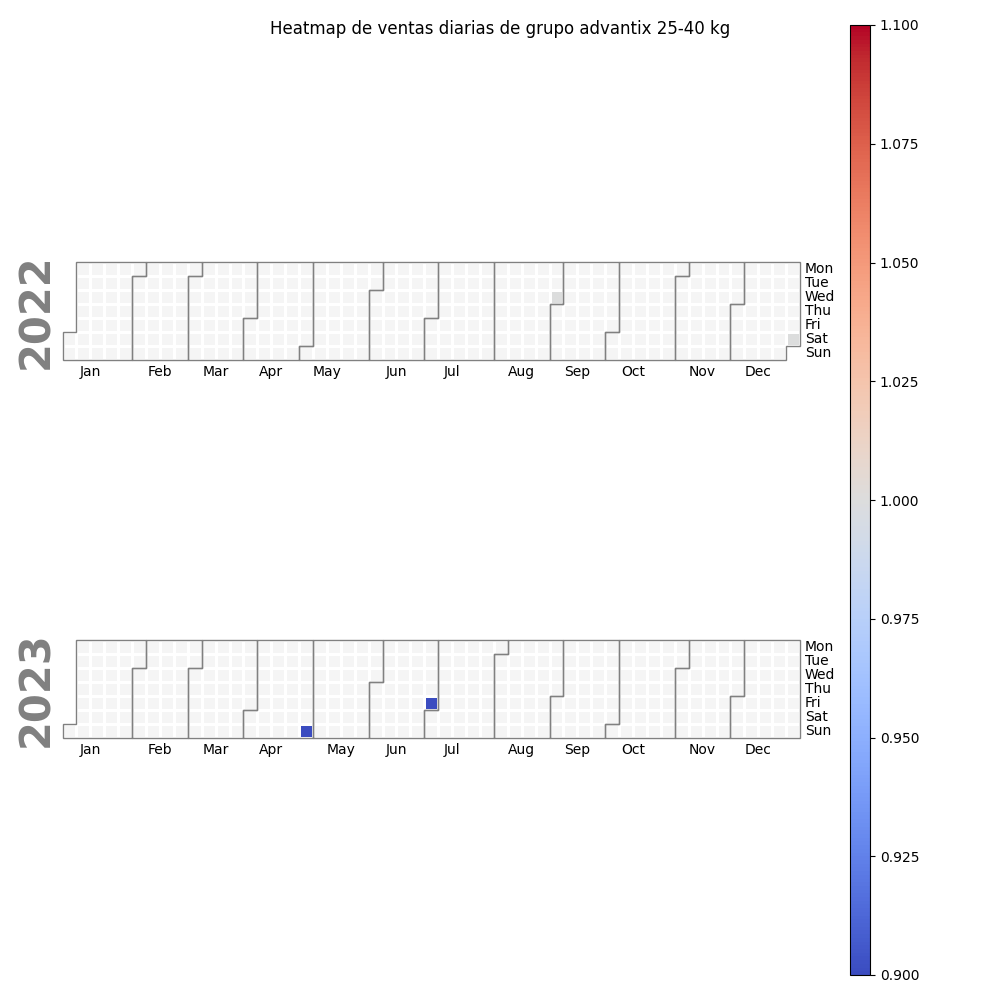 Heatmap de ventas diarias de grupo advantix 25-40 kg
2022
Mon
Tue
Wed
Thu
Fri
Sat
Sun
Jan Feb Mar Apr May Jun Jul Aug Sep Oct Nov Dec
2023
Mon
Tue
Wed
Thu
Fri
Sat
Sun
Jan Feb Mar Apr May Jun Jul Aug Sep Oct Nov Dec
1.100
1.075
1.050
1.025
1.000
0.975
0.950
0.925
0.900